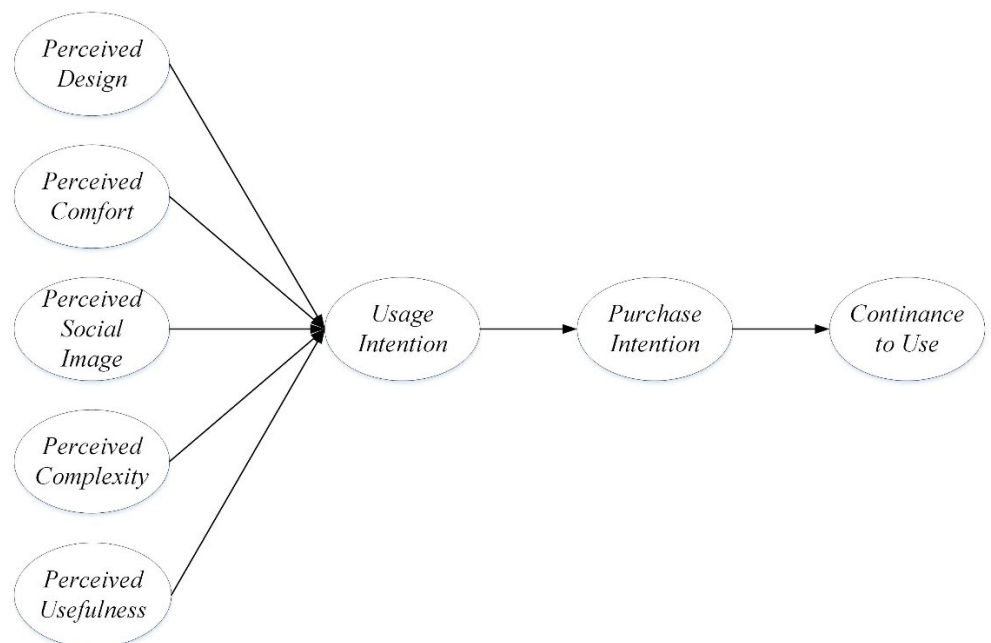 Perceived
Design
Perceived
Comfort
Perceived
Social
Image
Perceived
Complexity
Perceived
Usefulness
Usage
Intention
Purchase
Intention
Continance
to Use